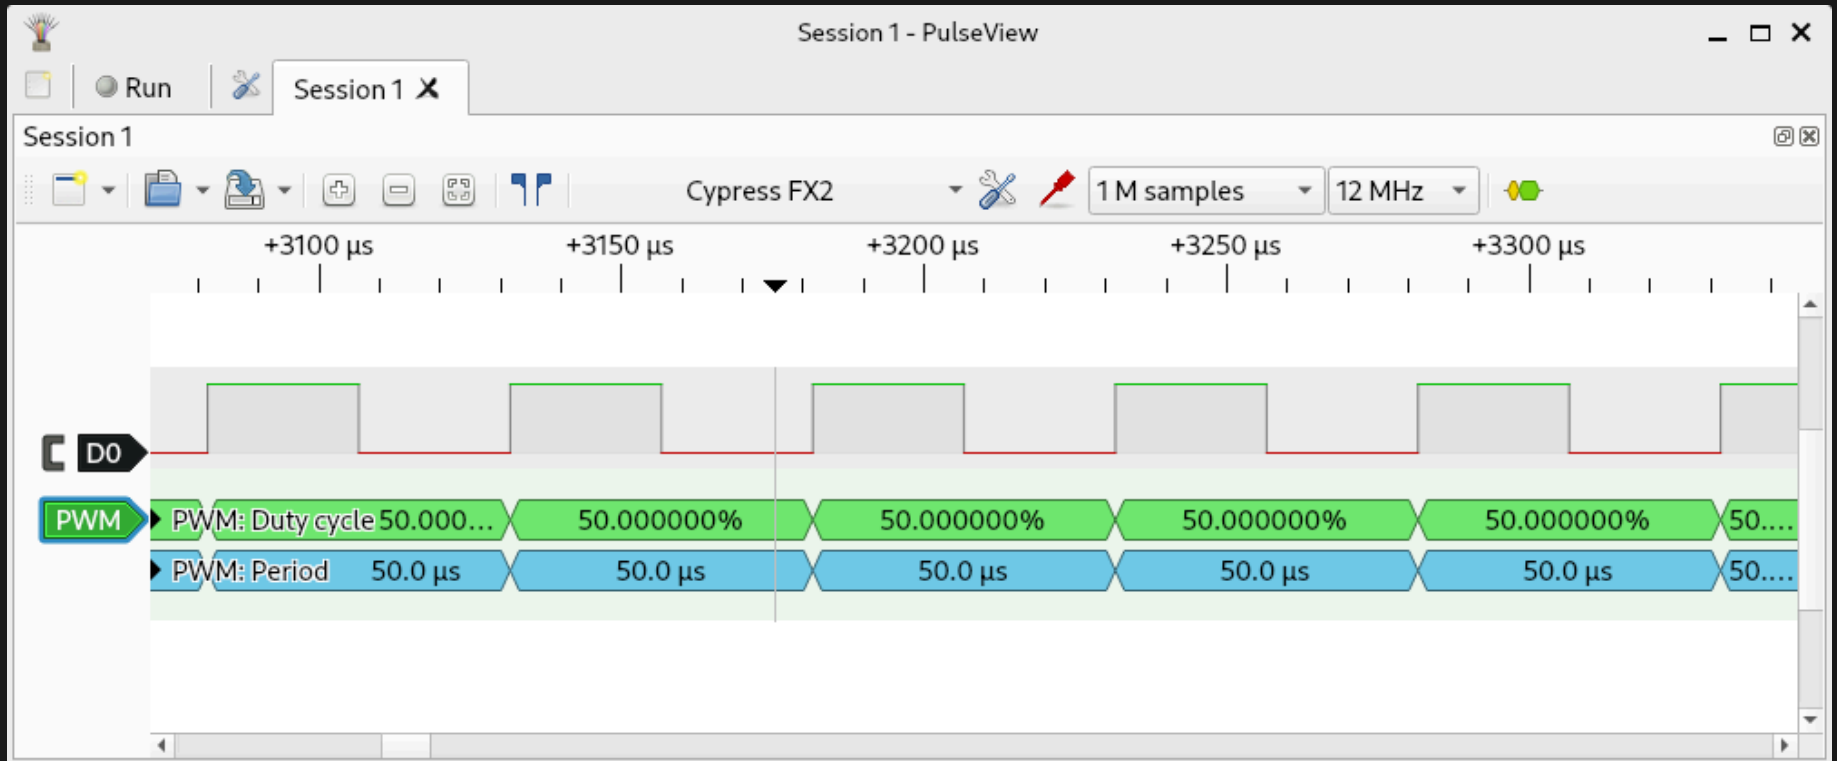 Session 1 - PulseView
Run Session 1
Session 1
Cypress FX2 1 M samples 12 MHz
+3100 µs +3150 µs +3200 µs +3250 µs +3300 µs
D0
PWM PWM: Duty cycle 50.000... 50.000000% 50.000000% 50.000000% 50.000000% 50....
PWM: Period 50.0 µs 50.0 µs 50.0 µs 50.0 µs 50.0 µs 50....